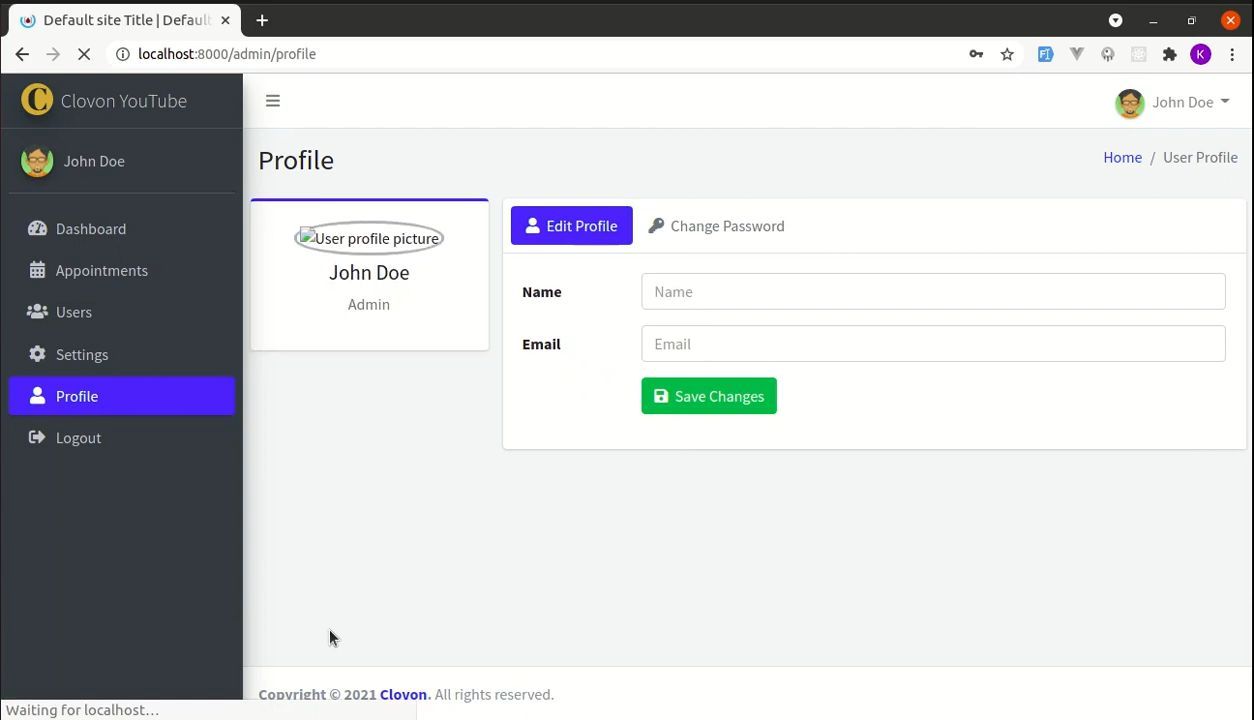 Default site Title | Default
localhost:8000/admin/profile
K
C Clovon YouTube
John Doe
John Doe
Profile
Home / User Profile
Dashboard
Appointments
Users
Settings
Profile
Logout
User profile picture
John Doe
Admin
Edit Profile
Change Password
Name
Name
Email
Email
Save Changes
Copyright © 2021 Clovon. All rights reserved.
Waiting for localhost...